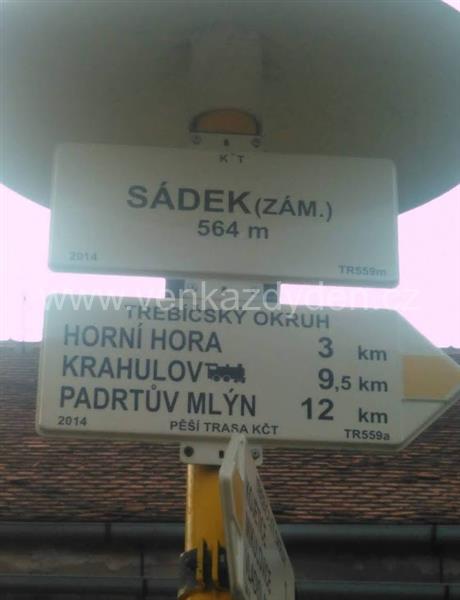 KČT
SÁDEK (ZÁM.)
564 m
2014 TR559m
www.venkazdyden.cz
TŘEBÍČSKÝ OKRUH
HORNÍ HORA 3 km
KRAHULOV 9,5 km
PADRTŮV MLÝN 12 km
2014 PĚŠÍ TRASA KČT TR559a